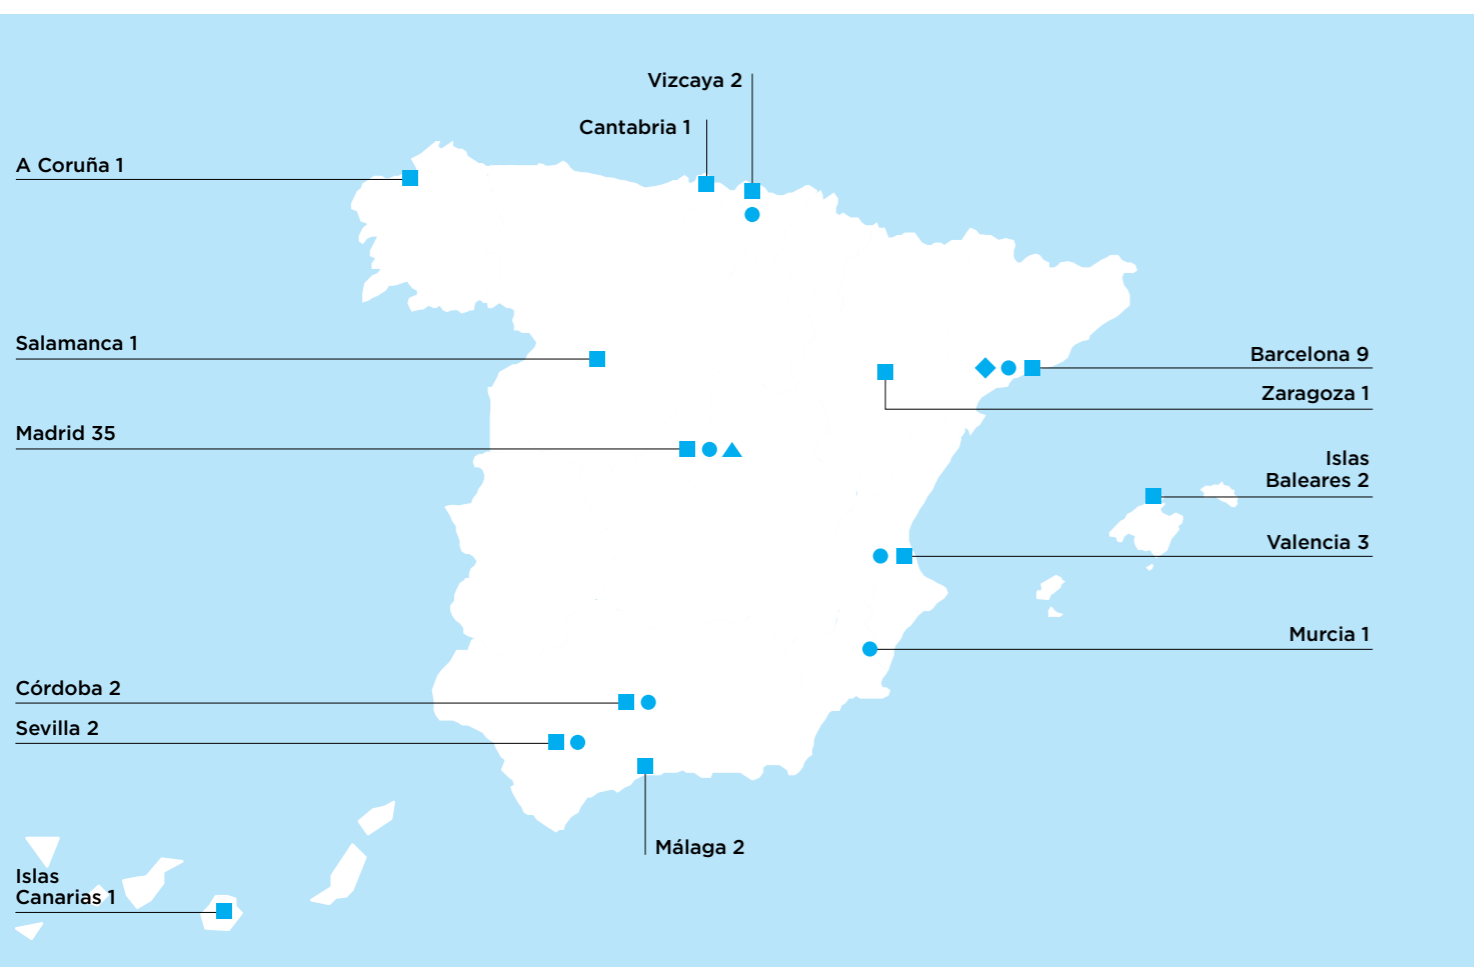 Vizcaya 2
Cantabria 1
A Coruña 1
Salamanca 1
Barcelona 9
Zaragoza 1
Madrid 35
Islas
Baleares 2
Valencia 3
Murcia 1
Córdoba 2
Sevilla 2
Málaga 2
Islas
Canarias 1